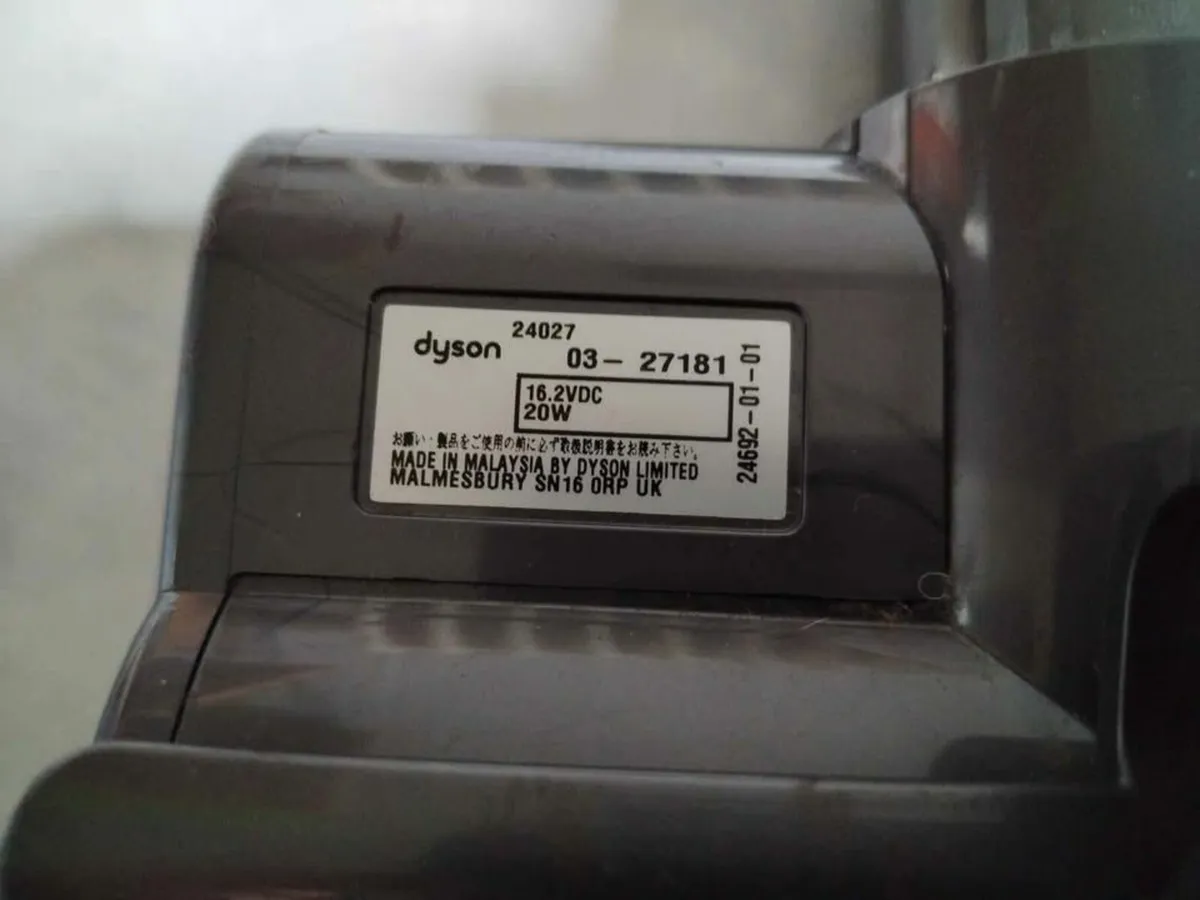 dyson
24027
03- 27181
16.2VDC
20W
お願い・製品をご使用の前に必ず取扱説明書をお読み下さい。
MADE IN MALAYSIA BY DYSON LIMITED
MALMESBURY SN16 0RP UK
24692-01-01